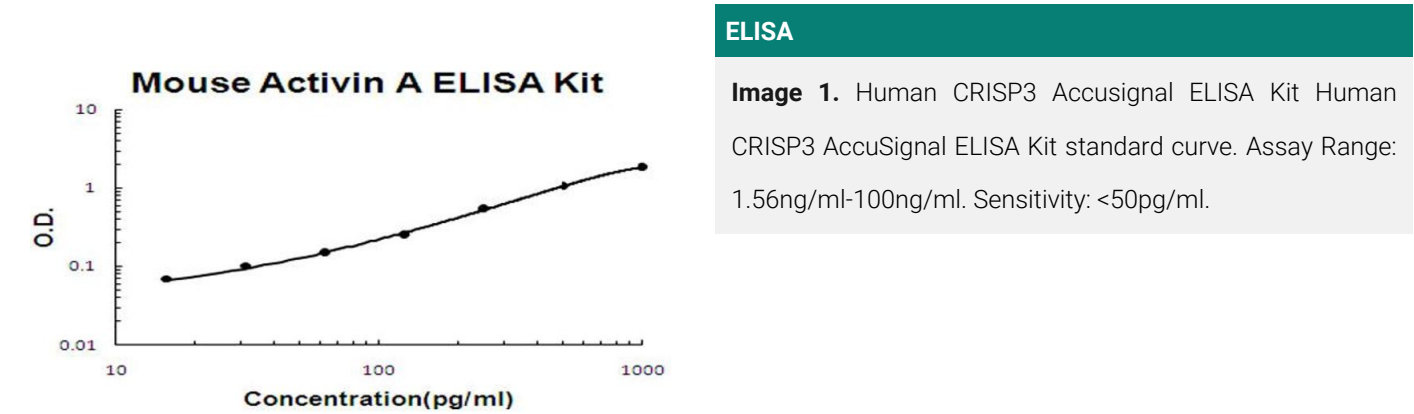 Mouse Activin A ELISA Kit
10
1
0.1
0.01
O.D.
10 100 1000
Concentration(pg/ml)
ELISA
Image 1. Human CRISP3 Accusignal ELISA Kit Human
CRISP3 AccuSignal ELISA Kit standard curve. Assay Range:
1.56ng/ml-100ng/ml. Sensitivity: <50pg/ml.